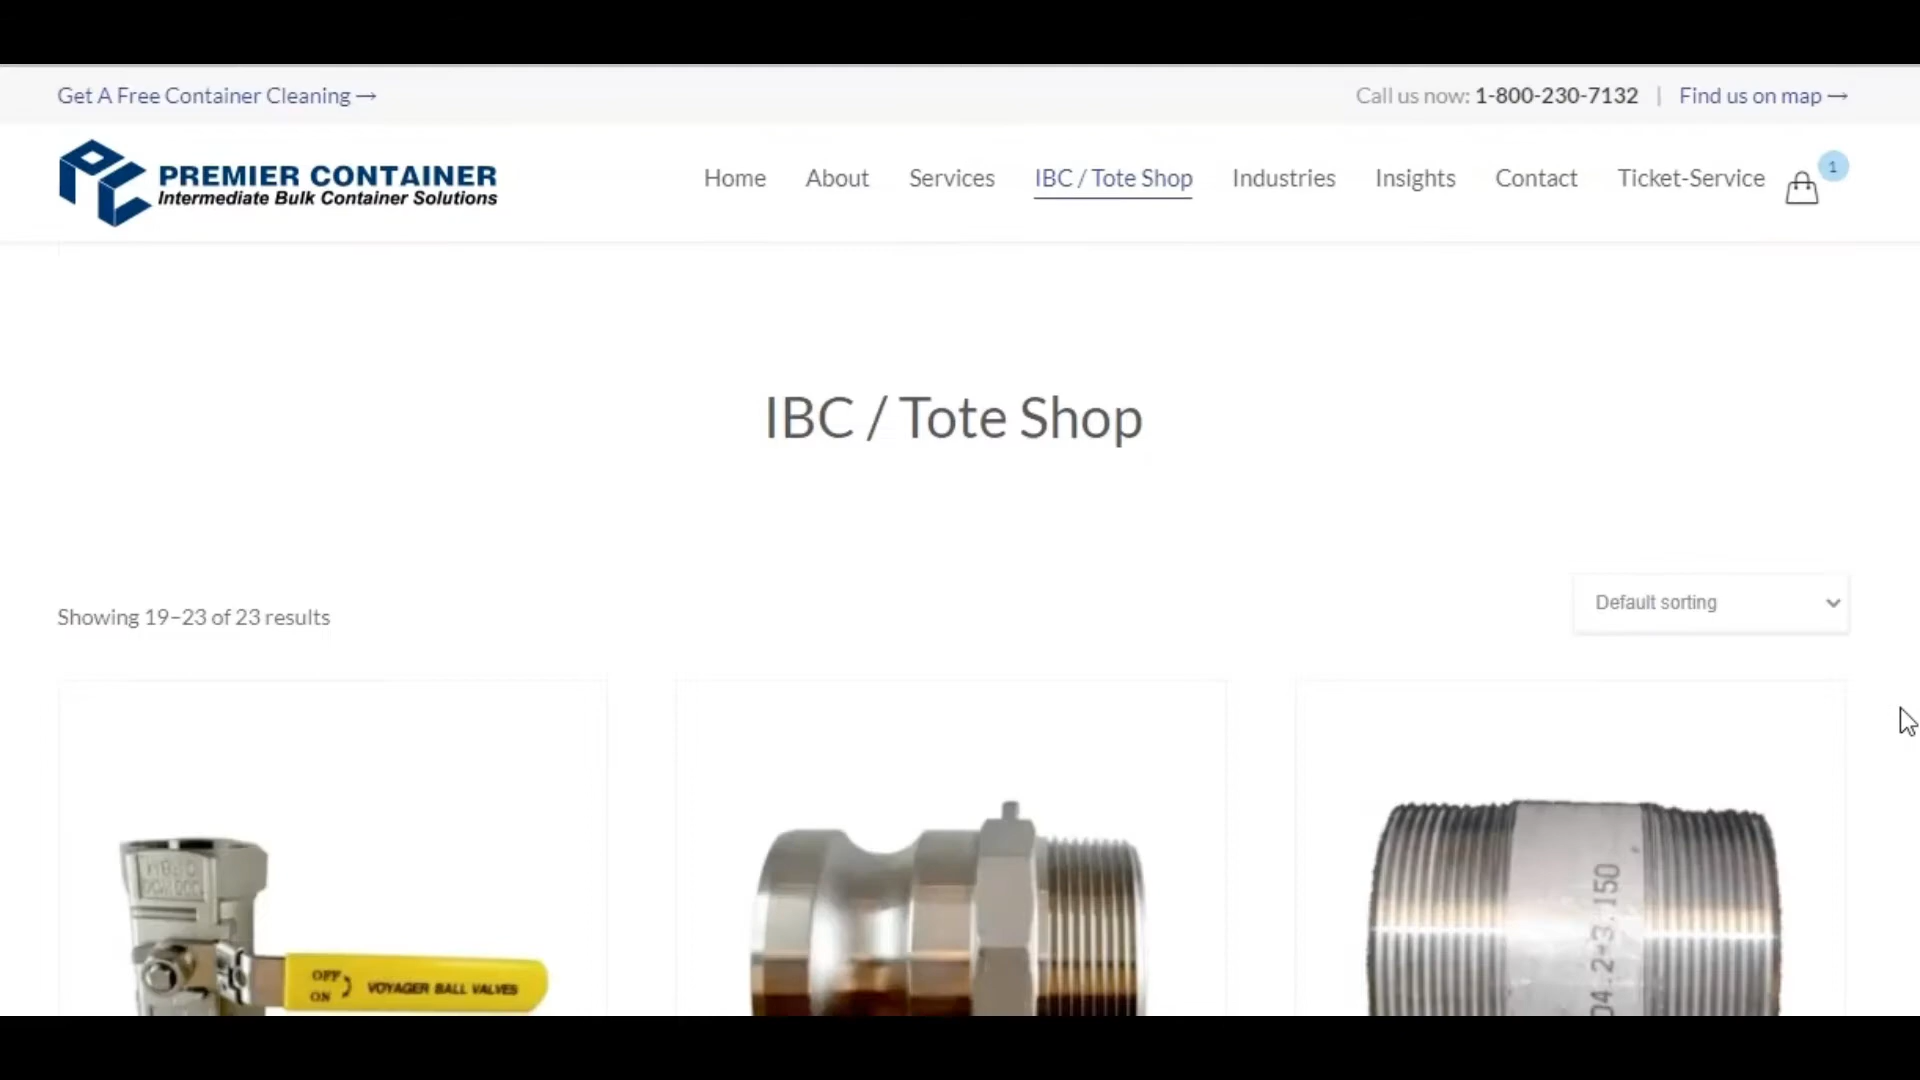 Get A Free Container Cleaning →
Call us now: 1-800-230-7132 | Find us on map →
PREMIER CONTAINER
Intermediate Bulk Container Solutions
Home About Services IBC / Tote Shop Industries Insights Contact Ticket-Service
1
IBC / Tote Shop
Default sorting
Showing 19–23 of 23 results
OFF
ON
VOYAGER BALL VALVES
04.2*3.150